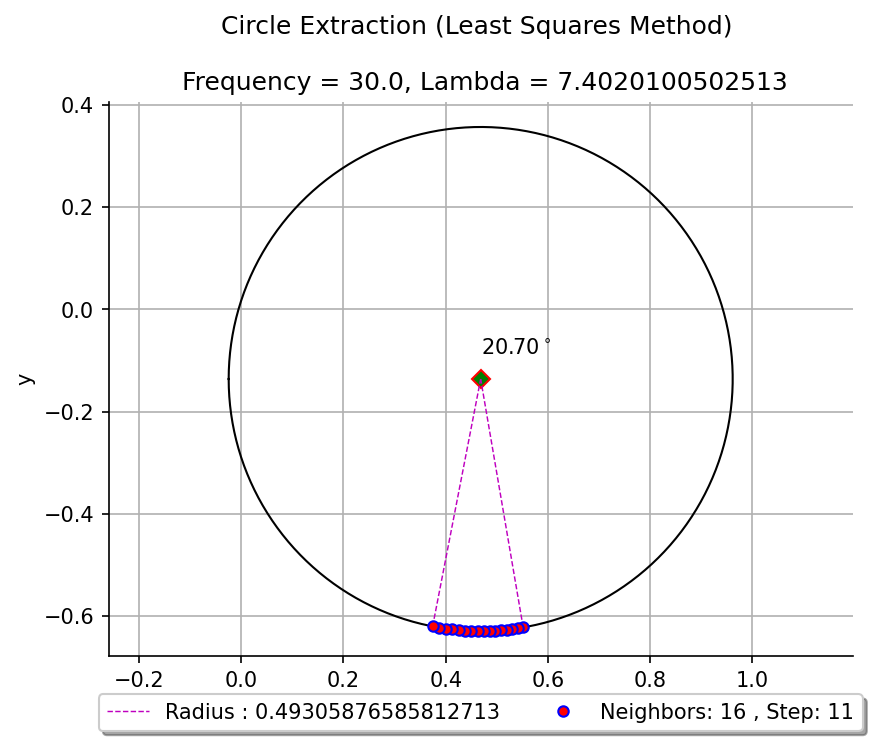 Circle Extraction (Least Squares Method)
Frequency = 30.0, Lambda = 7.4020100502513
0.4
0.2
0.0
−0.2
−0.4
−0.6
y
20.70 °
−0.2 0.0 0.2 0.4 0.6 0.8 1.0
Radius : 0.49305876585812713 Neighbors: 16 , Step: 11